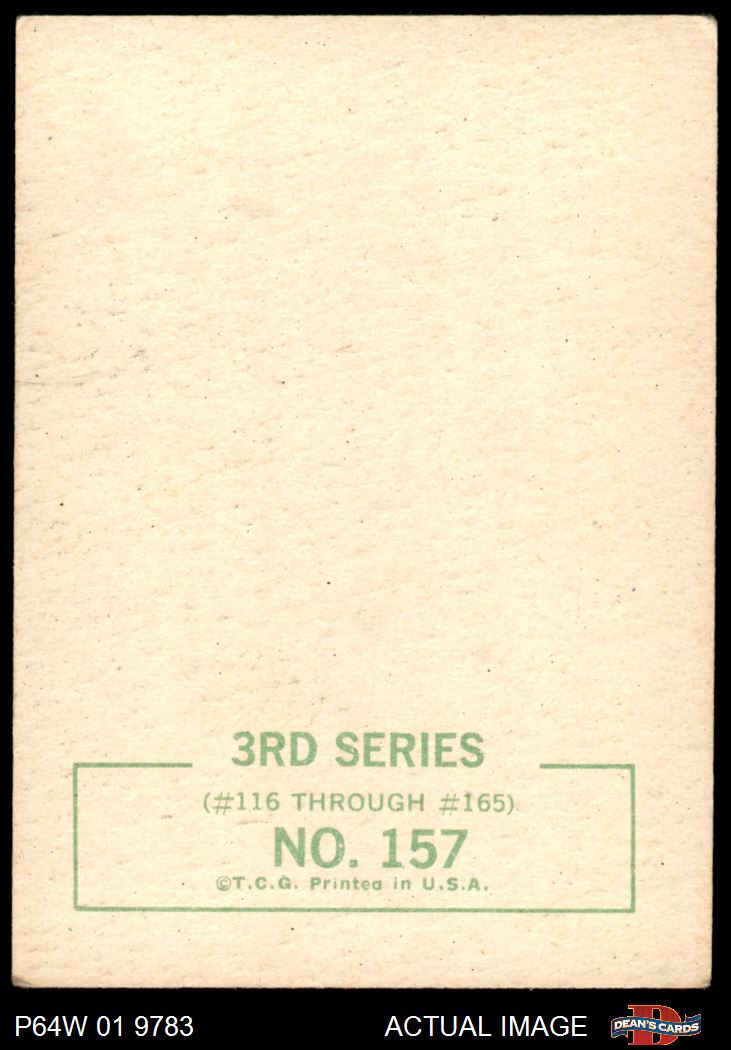 3RD SERIES
(#116 THROUGH #165)
NO. 157
©T.C.G. Printed in U.S.A.
P64W 01 9783
ACTUAL IMAGE
D
DEAN'S CARDS